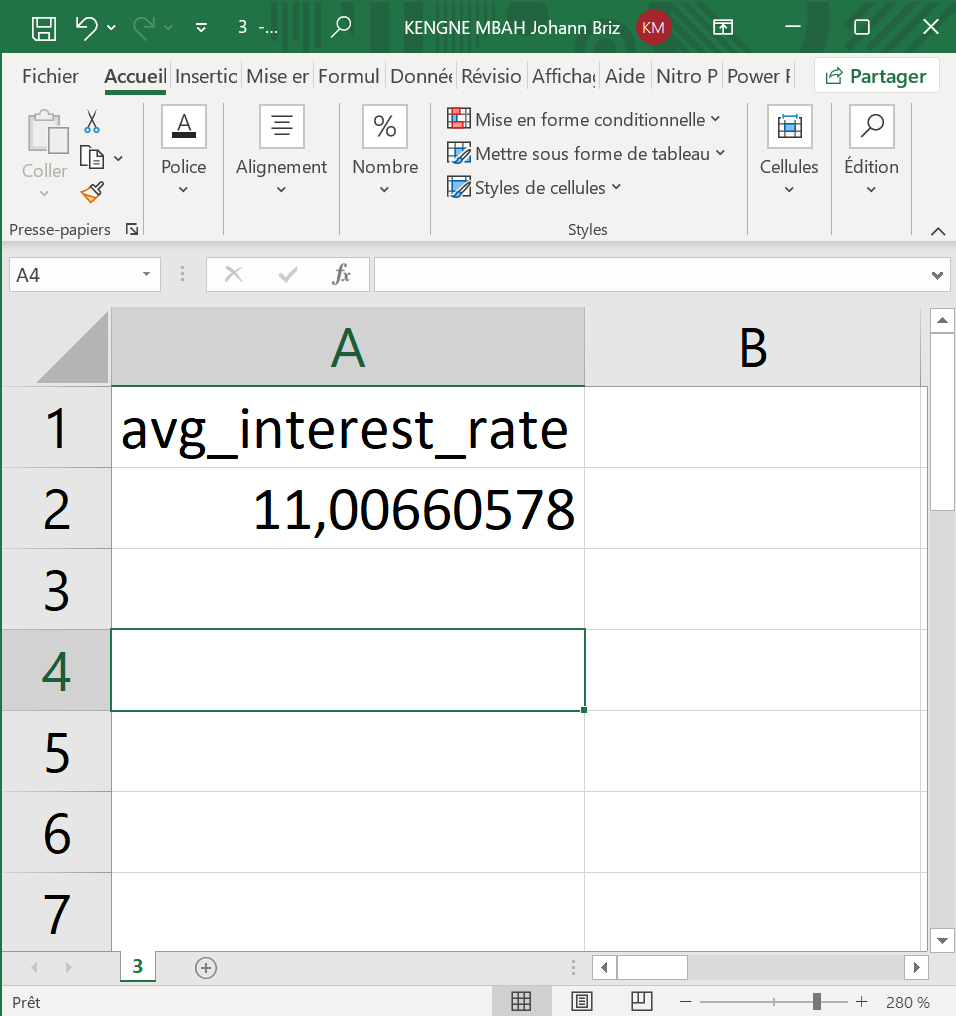 3 -...
KENGNE MBAH Johann Briz
KM
Fichier
Accueil
Insertic
Mise er
Formul
Donné
Révisio
Affichaç
Aide
Nitro P
Power F
Partager
Coller
Presse-papiers
A
Police
Alignement
%
Nombre
Mise en forme conditionnelle
Mettre sous forme de tableau
Styles de cellules
Styles
Cellules
Édition
A4
fx
A
B
1
avg_interest_rate
2
11,00660578
3
4
5
6
7
3
Prêt
280 %